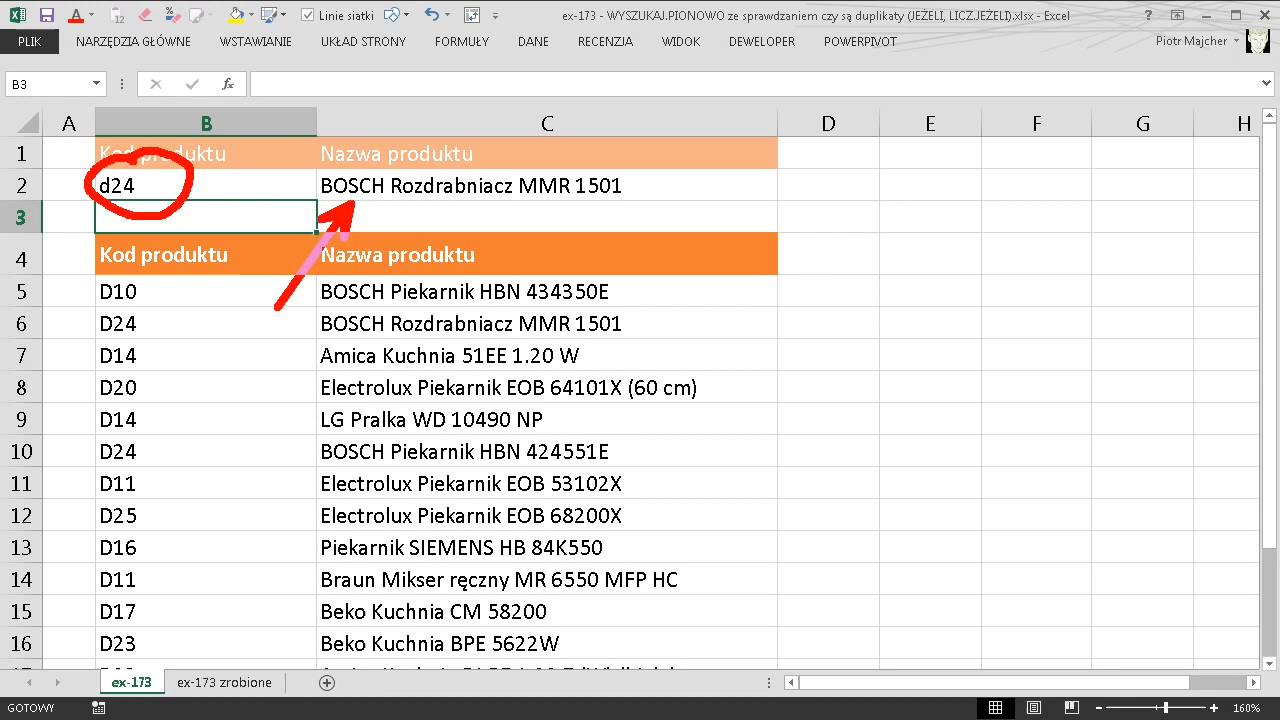 12 Linie siatki ex-173 - WYSZUKAJ.PIONOWO ze sprawdzaniem czy są duplikaty (JEŻELI, LICZ.JEŻELI).xlsx - Excel ?
PLIK NARZĘDZIA GŁÓWNE WSTAWIANIE UKŁAD STRONY FORMUŁY DANE RECENZJA WIDOK DEWELOPER POWERPIVOT Piotr Majcher
B3 fx
A B C D E F G H
1 Kod produktu Nazwa produktu
2 d24 BOSCH Rozdrabniacz MMR 1501
3
4 Kod produktu Nazwa produktu
5 D10 BOSCH Piekarnik HBN 434350E
6 D24 BOSCH Rozdrabniacz MMR 1501
7 D14 Amica Kuchnia 51EE 1.20 W
8 D20 Electrolux Piekarnik EOB 64101X (60 cm)
9 D14 LG Pralka WD 10490 NP
10 D24 BOSCH Piekarnik HBN 424551E
11 D11 Electrolux Piekarnik EOB 53102X
12 D25 Electrolux Piekarnik EOB 68200X
13 D16 Piekarnik SIEMENS HB 84K550
14 D11 Braun Mikser ręczny MR 6550 MFP HC
15 D17 Beko Kuchnia CM 58200
16 D23 Beko Kuchnia BPE 5622W
ex-173 ex-173 zrobione
GOTOWY 160%